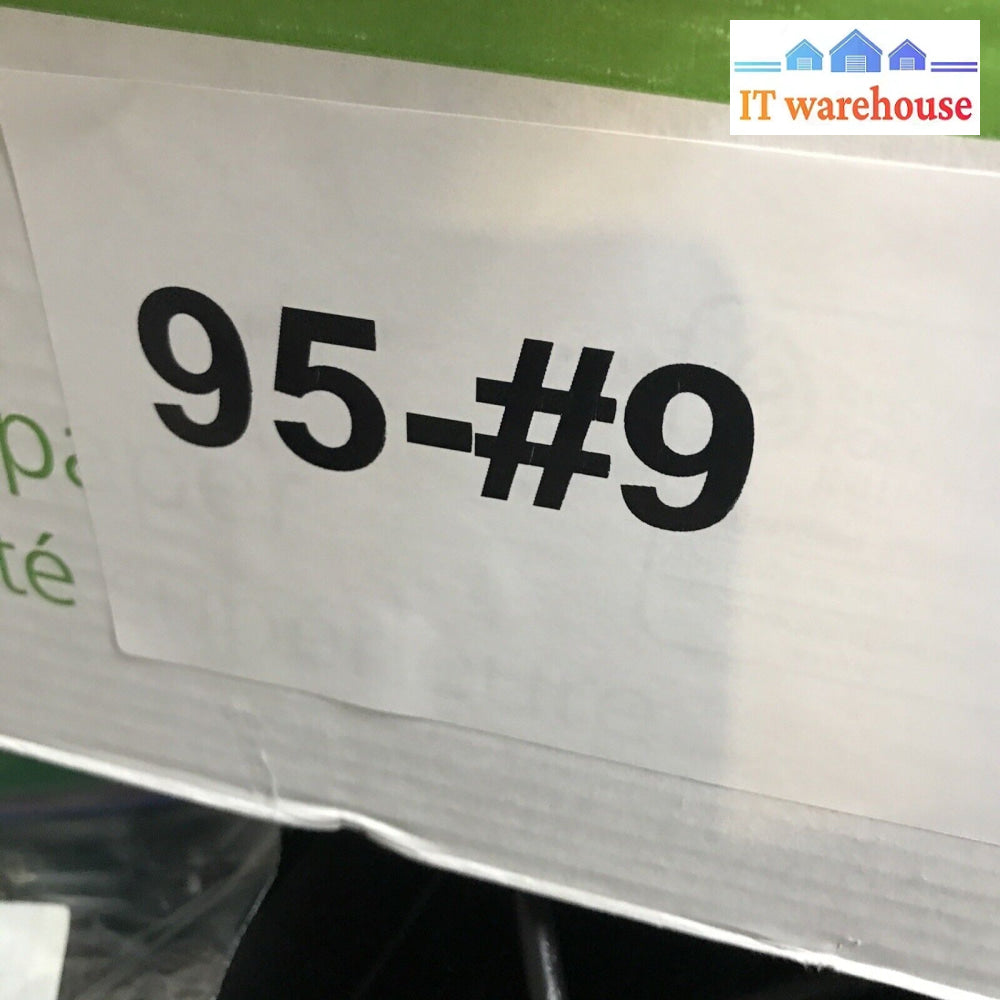 IT warehouse
95-#9
pa
té